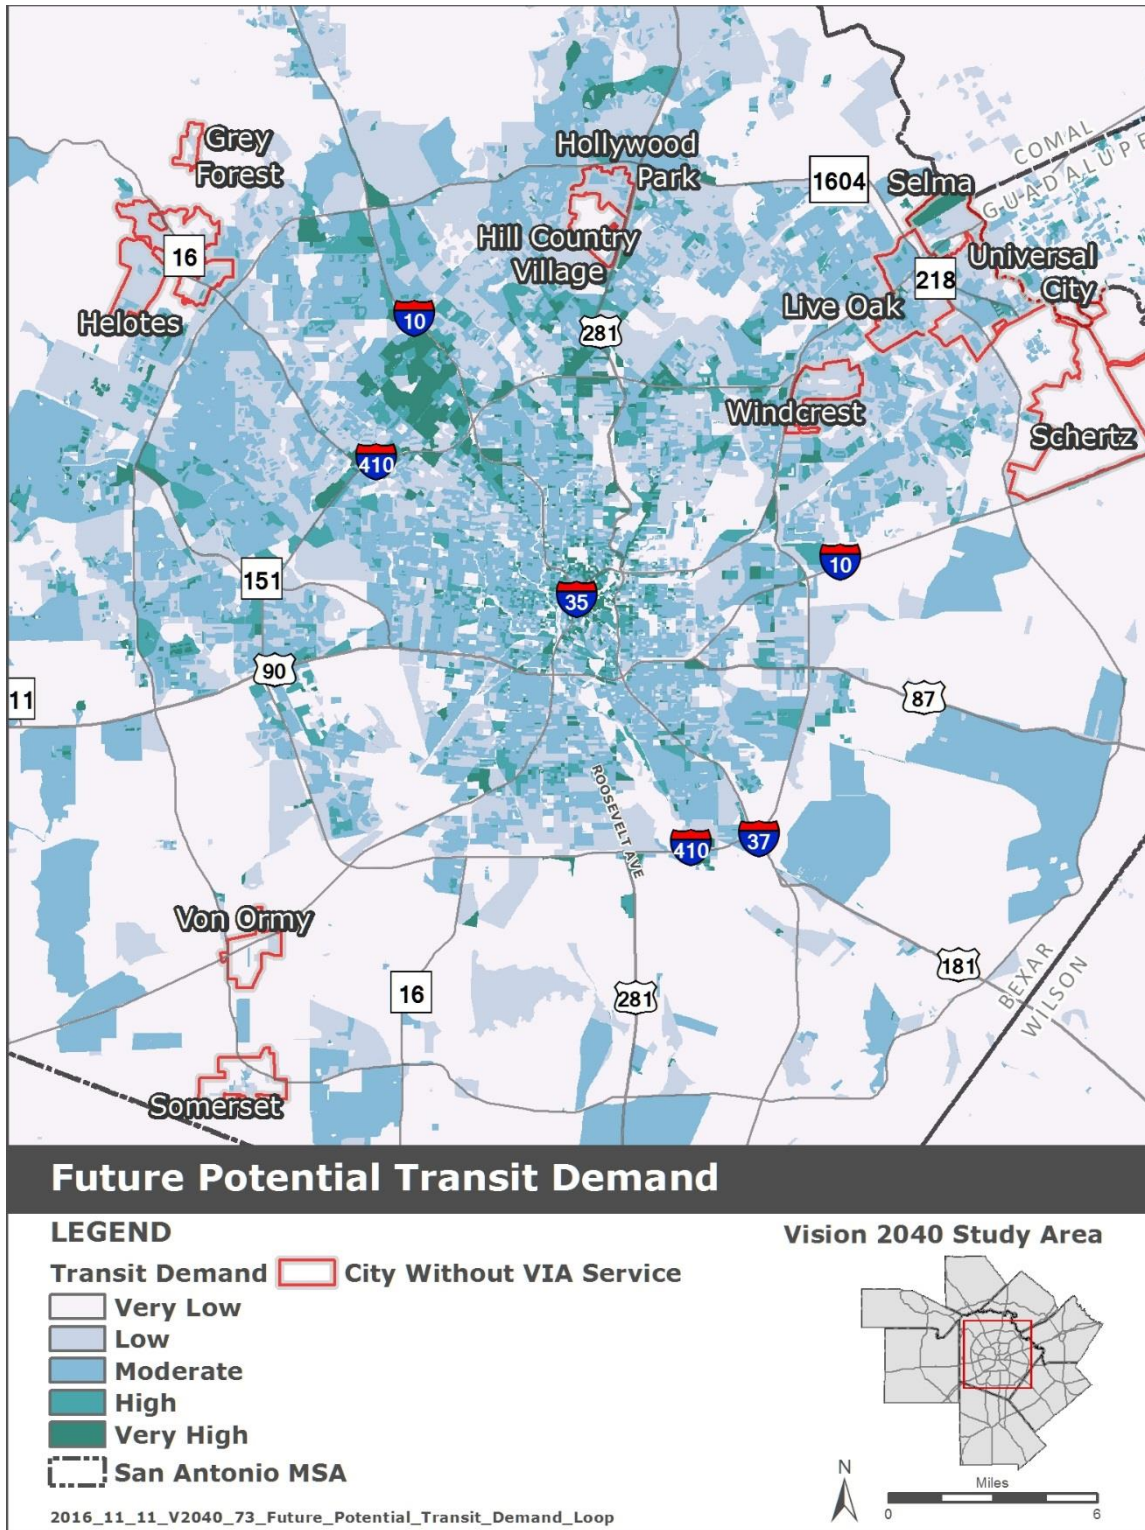 Grey
Forest
Hollywood
Park
1604
COMAL
GUADALUPE
Selma
16
Hill Country
Village
218
Universal
City
Helotes
10
281
Live Oak
Windcrest
410
Schertz
151
35
10
90
11
87
ROOSEVELT AVE
410
37
Von Ormy
16
281
181
BEXAR
WILSON
Somerset
Future Potential Transit Demand
LEGEND
Transit Demand
City Without VIA Service
Very Low
Low
Moderate
High
Very High
San Antonio MSA
2016_11_11_V2040_73_Future_Potential_Transit_Demand_Loop
Vision 2040 Study Area
N
Miles
0 6